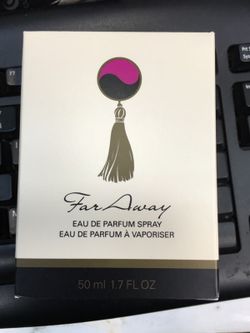 Far Away
EAU DE PARFUM SPRAY
EAU DE PARFUM À VAPORISER
50 ml 1.7 FL OZ